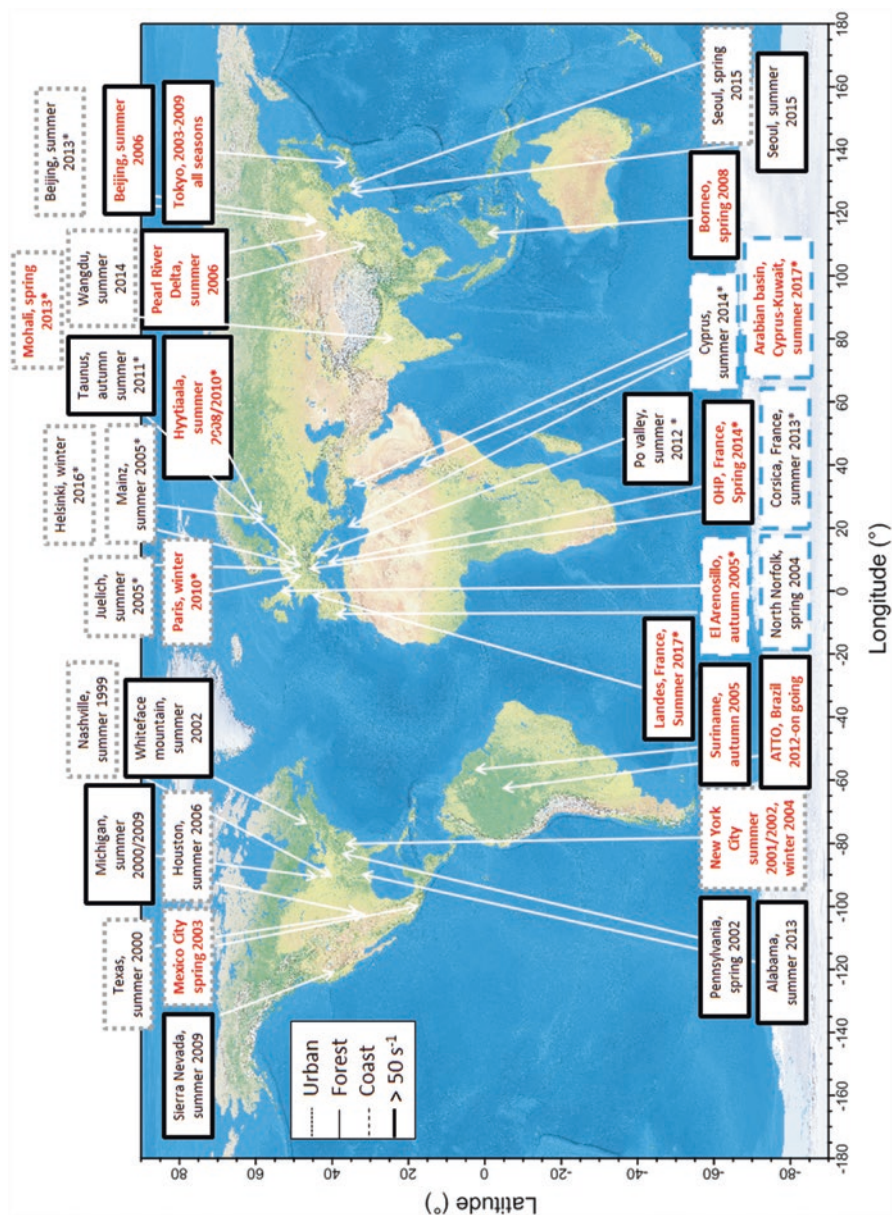 Beijing, summer
2013*
Beijing, summer
2006
Tokyo, 2003-2009
all seasons
Mohali, spring
2013*
Wangdu,
summer
2014
Pearl River
Delta,
summer
2006
Taunus,
autumn
summer
2011*
Hyytiaala,
summer
2008/2010*
Helsinki, winter
2016*
Mainz,
summer
2005*
Juelich,
summer
2005*
Paris, winter
2010*
Nashville,
summer 1999
Whiteface
mountain,
summer
2002
Michigan,
summer
2000/2009
Houston,
summer 2006
Texas,
summer 2000
Mexico City
spring 2003
Sierra Nevada,
summer 2009
Urban
Forest
Coast
> 50 s⁻¹
Seoul, spring
2015
Seoul, summer
2015
Borneo,
spring 2008
Cyprus,
summer 2014*
Arabian basin,
Cyprus-Kuwait,
summer 2017*
Po valley,
summer
2012 *
OHP, France,
Spring 2014*
Corsica, France,
summer 2013*
El Arenosillo,
autumn 2005*
North Norfolk,
spring 2004
Landes, France,
Summer 2017*
Suriname,
autumn 2005
ATTO, Brazil
2012-on going
New York
City
summer
2001/2002,
winter 2004
Pennsylvania,
spring 2002
Alabama,
summer 2013
Latitude (°)
80
60
40
20
0
-20
-40
-60
-80
Longitude (°)
-180
-160
-140
-120
-100
-80
-60
-40
-20
0
20
40
60
80
100
120
140
160
180